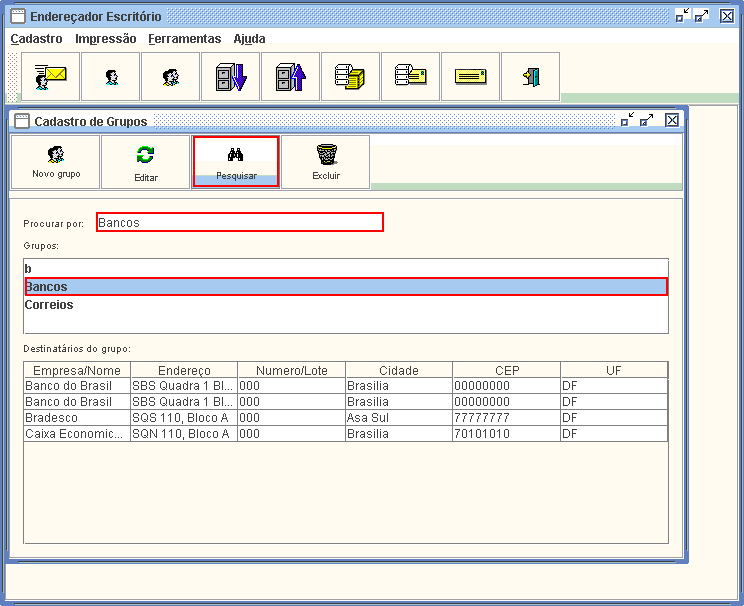 Endereçador Escritório
Cadastro Impressão Ferramentas Ajuda
Cadastro de Grupos
Novo grupo Editar Pesquisar Excluir
Procurar por: Bancos
Grupos:
b
Bancos
Correios
Destinatários do grupo:
Empresa/Nome Endereço Numero/Lote Cidade CEP UF
Banco do Brasil SBS Quadra 1 Bl... 000 Brasilia 00000000 DF
Banco do Brasil SBS Quadra 1 Bl... 000 Brasilia 00000000 DF
Bradesco SQS 110, Bloco A 000 Asa Sul 77777777 DF
Caixa Economic... SQN 110, Bloco A 000 Brasilia 70101010 DF